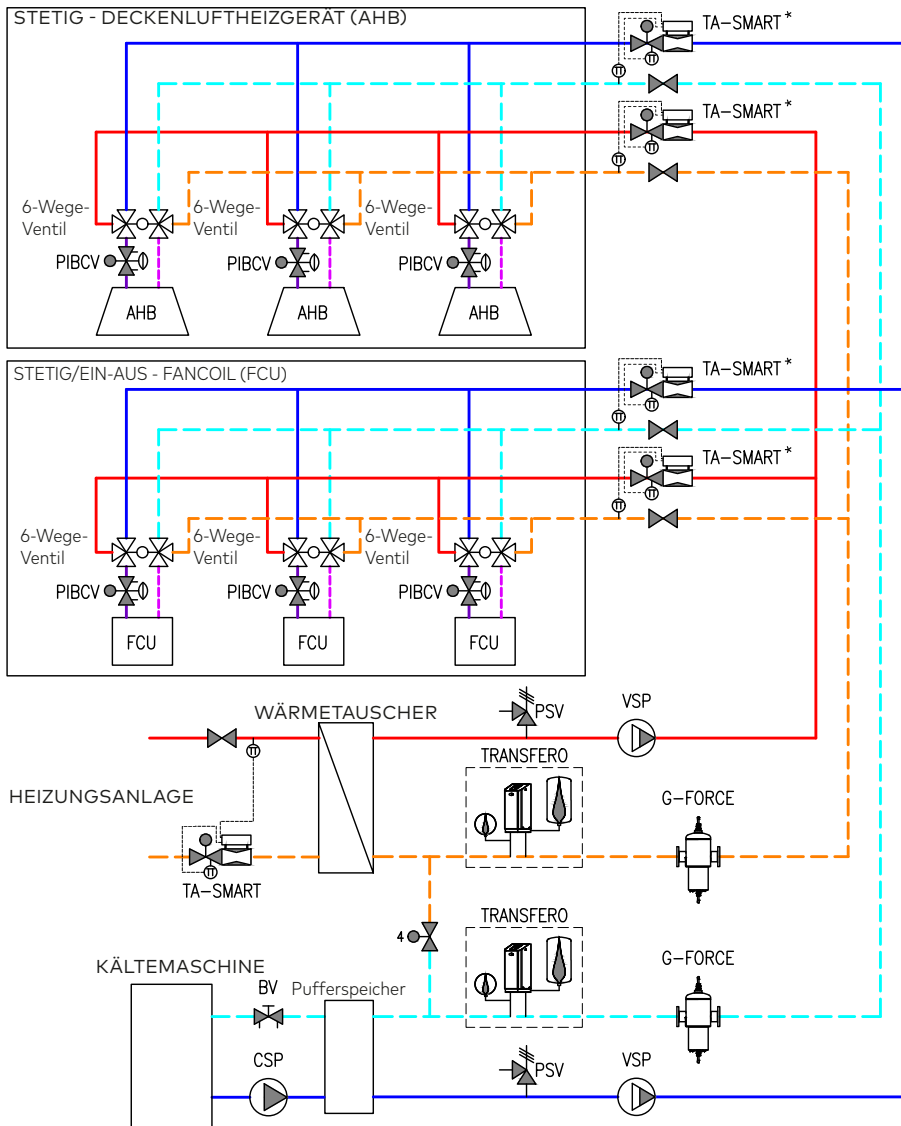 STETIG - DECKENLUFTHEIZGERÄT (AHB)
TA-SMART*
TA-SMART*
6-Wege-
Ventil
6-Wege-
Ventil
6-Wege-
Ventil
PIBCV
PIBCV
PIBCV
AHB
AHB
AHB
STETIG/EIN-AUS - FANCOIL (FCU)
TA-SMART*
TA-SMART*
6-Wege-
Ventil
6-Wege-
Ventil
6-Wege-
Ventil
PIBCV
PIBCV
PIBCV
FCU
FCU
FCU
WÄRMETAUSCHER
PSV
VSP
TRANSFERO
HEIZUNGSANLAGE
G-FORCE
TA-SMART
TRANSFERO
4
G-FORCE
KÄLTEMASCHINE
BV
Pufferspeicher
CSP
PSV
VSP